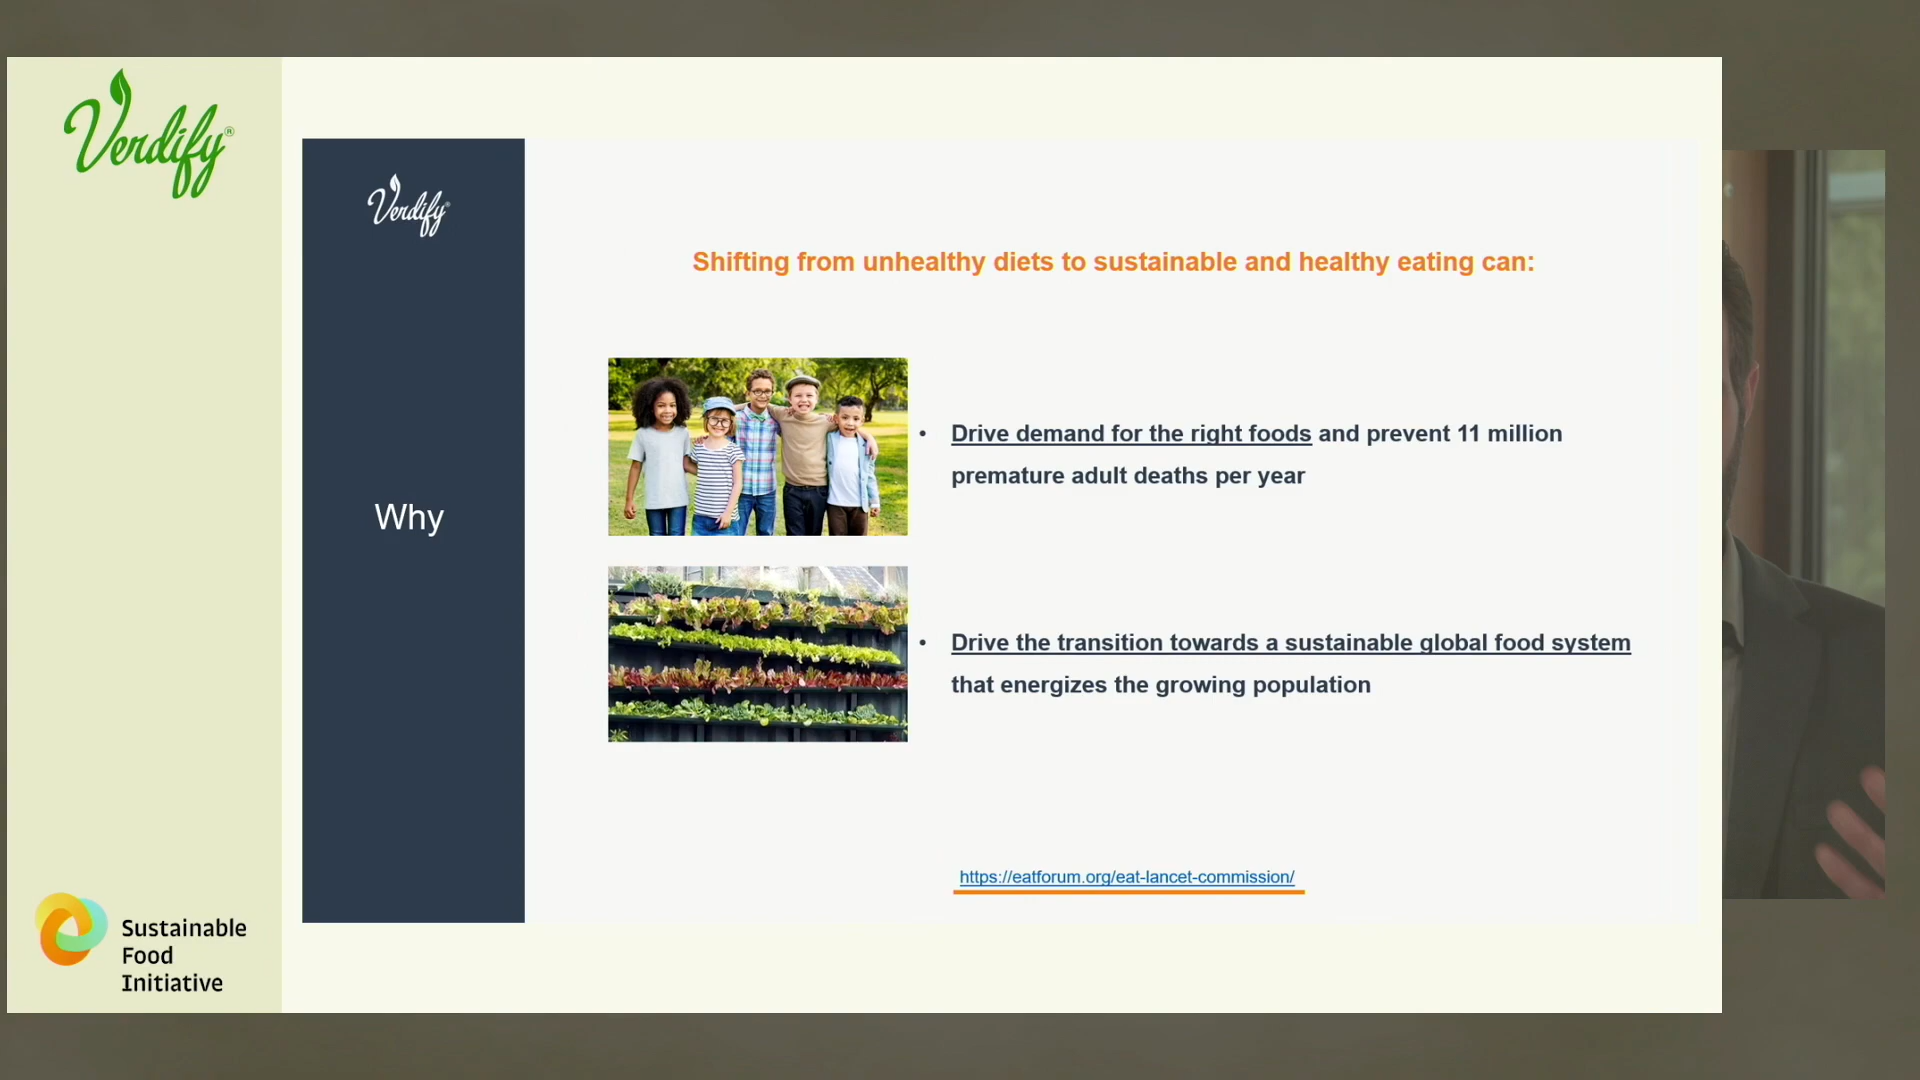 Verdify®
Verdify®
Why
Shifting from unhealthy diets to sustainable and healthy eating can:
• Drive demand for the right foods and prevent 11 million
premature adult deaths per year
• Drive the transition towards a sustainable global food system
that energizes the growing population
https://eatforum.org/eat-lancet-commission/
Sustainable
Food
Initiative